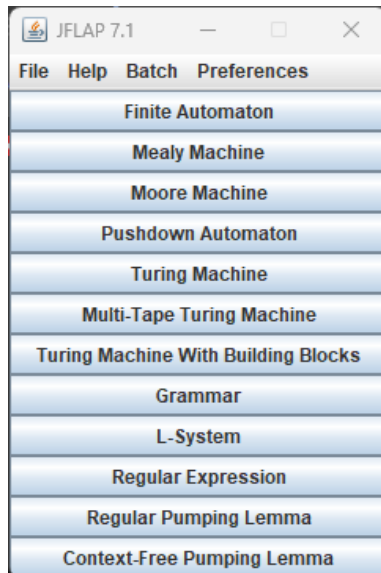 JFLAP 7.1
File Help Batch Preferences
Finite Automaton
Mealy Machine
Moore Machine
Pushdown Automaton
Turing Machine
Multi-Tape Turing Machine
Turing Machine With Building Blocks
Grammar
L-System
Regular Expression
Regular Pumping Lemma
Context-Free Pumping Lemma